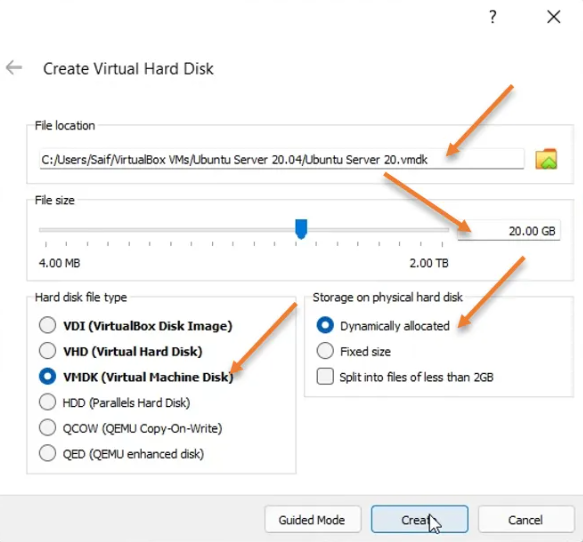 ?
Create Virtual Hard Disk
File location
C:/Users/Saif/VirtualBox VMs/Ubuntu Server 20.04/Ubuntu Server 20.vmdk
File size
20.00 GB
4.00 MB
2.00 TB
Hard disk file type
VDI (VirtualBox Disk Image)
VHD (Virtual Hard Disk)
VMDK (Virtual Machine Disk)
HDD (Parallels Hard Disk)
QCOW (QEMU Copy-On-Write)
QED (QEMU enhanced disk)
Storage on physical hard disk
Dynamically allocated
Fixed size
Split into files of less than 2GB
Guided Mode
Create
Cancel